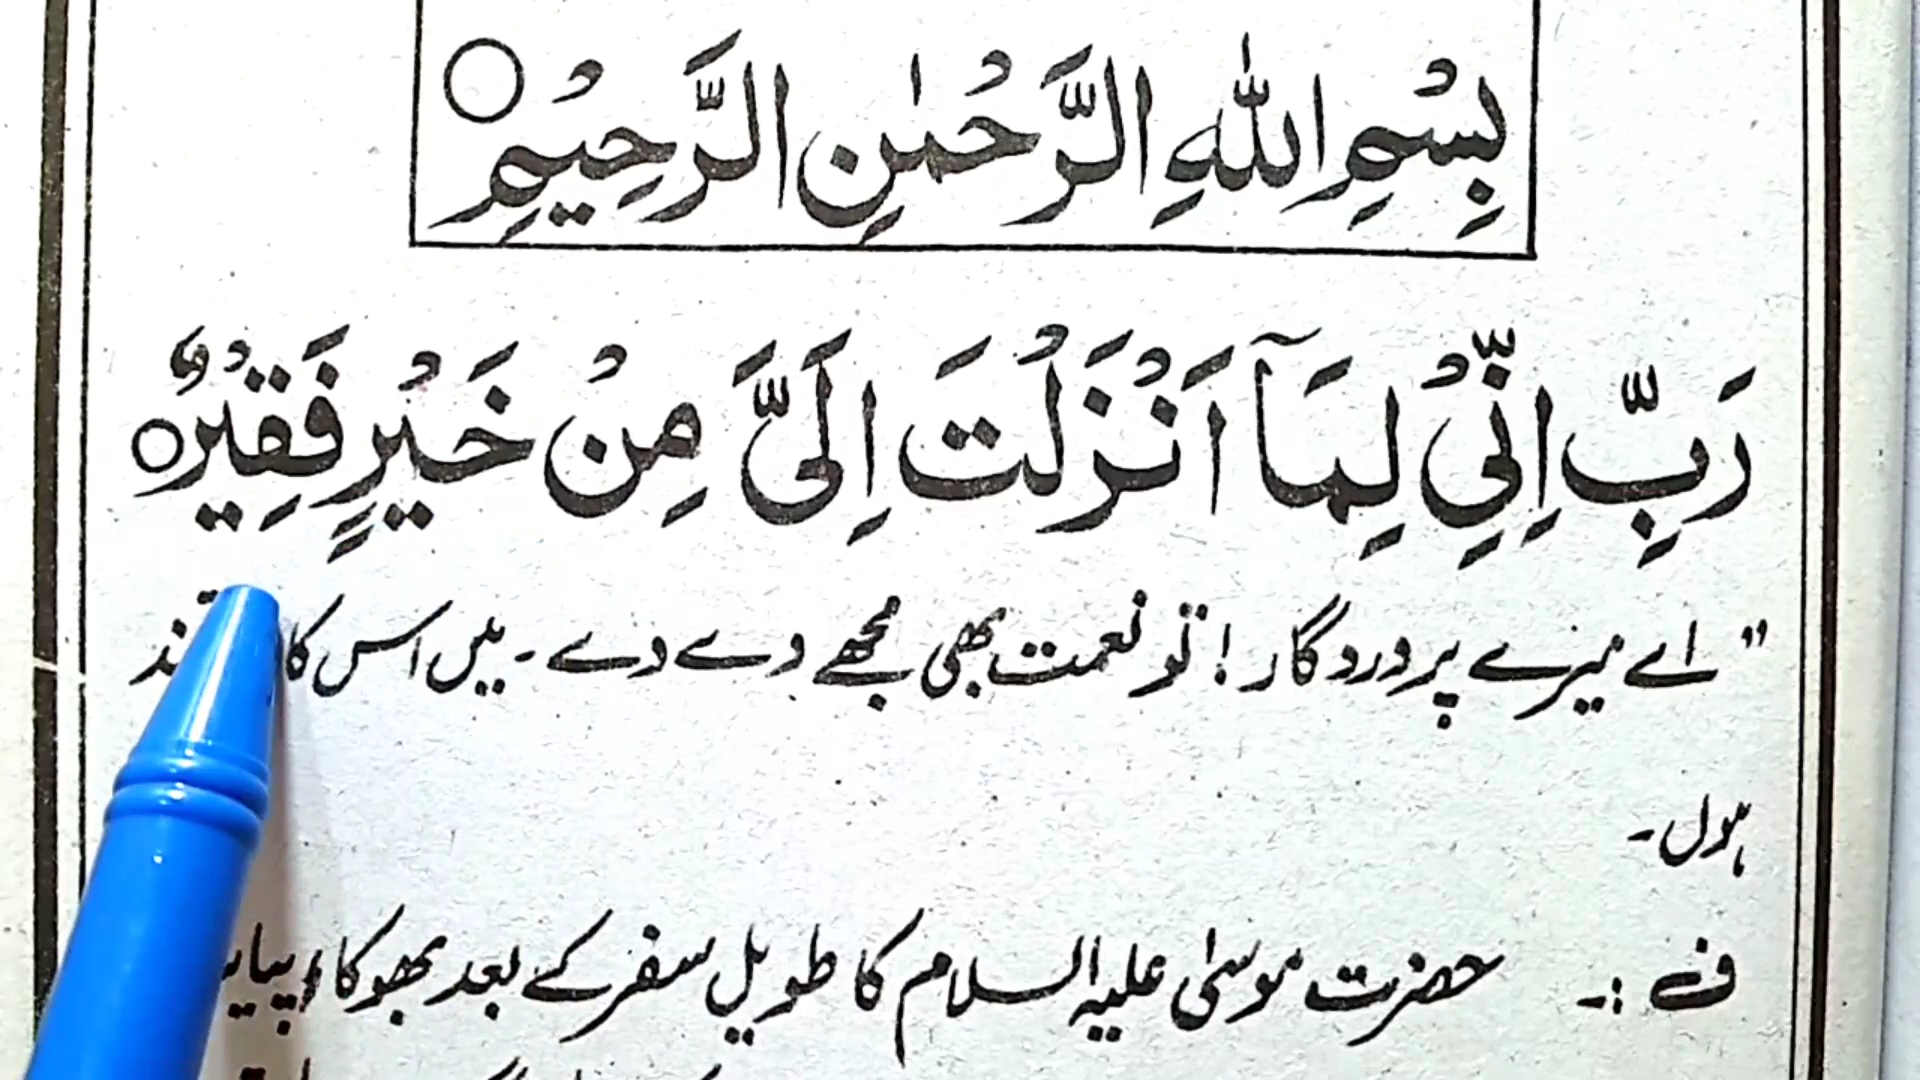 بِسْمِ اللّٰهِ الرَّحْمٰنِ الرَّحِيْمِ ○
رَبِّ اِنِّیْ لِمَآ اَنْزَلْتَ اِلَیَّ مِنْ خَيْرٍ فَقِيْرٌ ○
" اے میرے پروردگار ! تو نعمت بھی مجھے دے دے ۔ میں اس کا
ہوں ۔
ف :۔ حضرت موسیٰ علیہ السلام کا طویل سفر کے بعد بھوکا